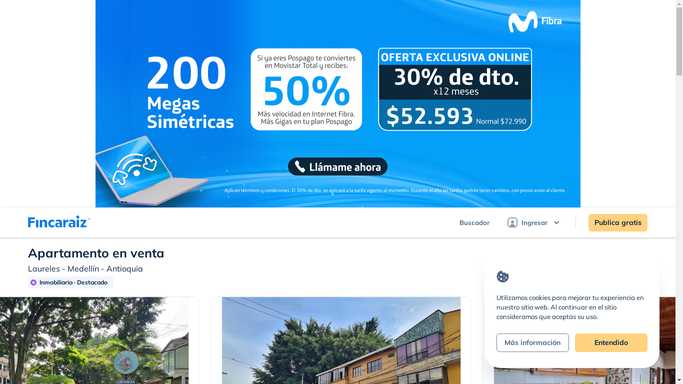 Fibra
200
Megas
Simétricas
Si ya eres Pospago te conviertes
en Movistar Total y recibes.
50%
Más velocidad en Internet Fibra.
Más Gigas en tu plan Pospago
OFERTA EXCLUSIVA ONLINE
30% de dto.
x12 meses
$52.593 Normal $72.990
Llámame ahora
Fincaraiz
Buscador
Ingresar
Publica gratis
Apartamento en venta
Laureles - Medellín - Antioquia
Inmobiliaria · Destacado
Utilizamos cookies para mejorar tu experiencia en
nuestro sitio web. Al continuar en el sitio
consideramos que aceptas su uso.
Más información
Entendido